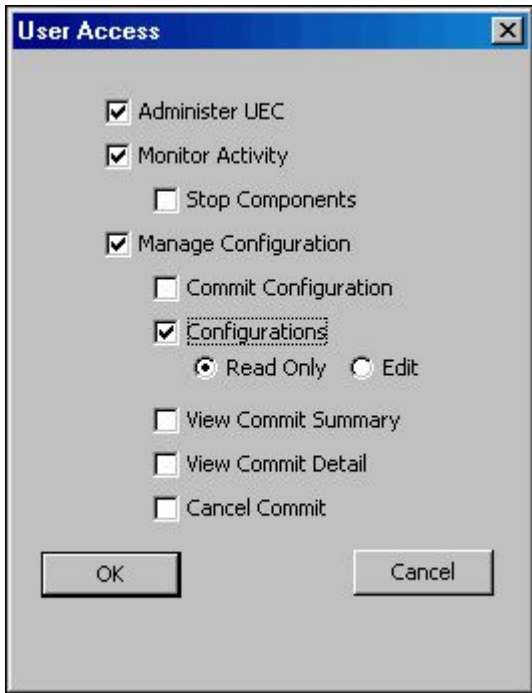 User Access
Administer UEC
Monitor Activity
Stop Components
Manage Configuration
Commit Configuration
Configurations
Read Only Edit
View Commit Summary
View Commit Detail
Cancel Commit
OK Cancel